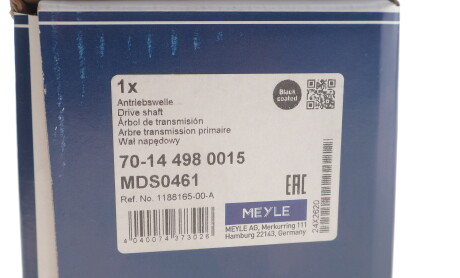 1x
Antriebswelle
Drive shaft
Árbol de transmisión
Arbre transmission primaire
Wał napędowy
Black coated
70-14 498 0015
MDS0461
Ref. No. 1188165-00-A
EAC
MEYLE
MEYLE AG, Merkurring 111
Hamburg 22143, Germany
4 040074 373026
24X2620